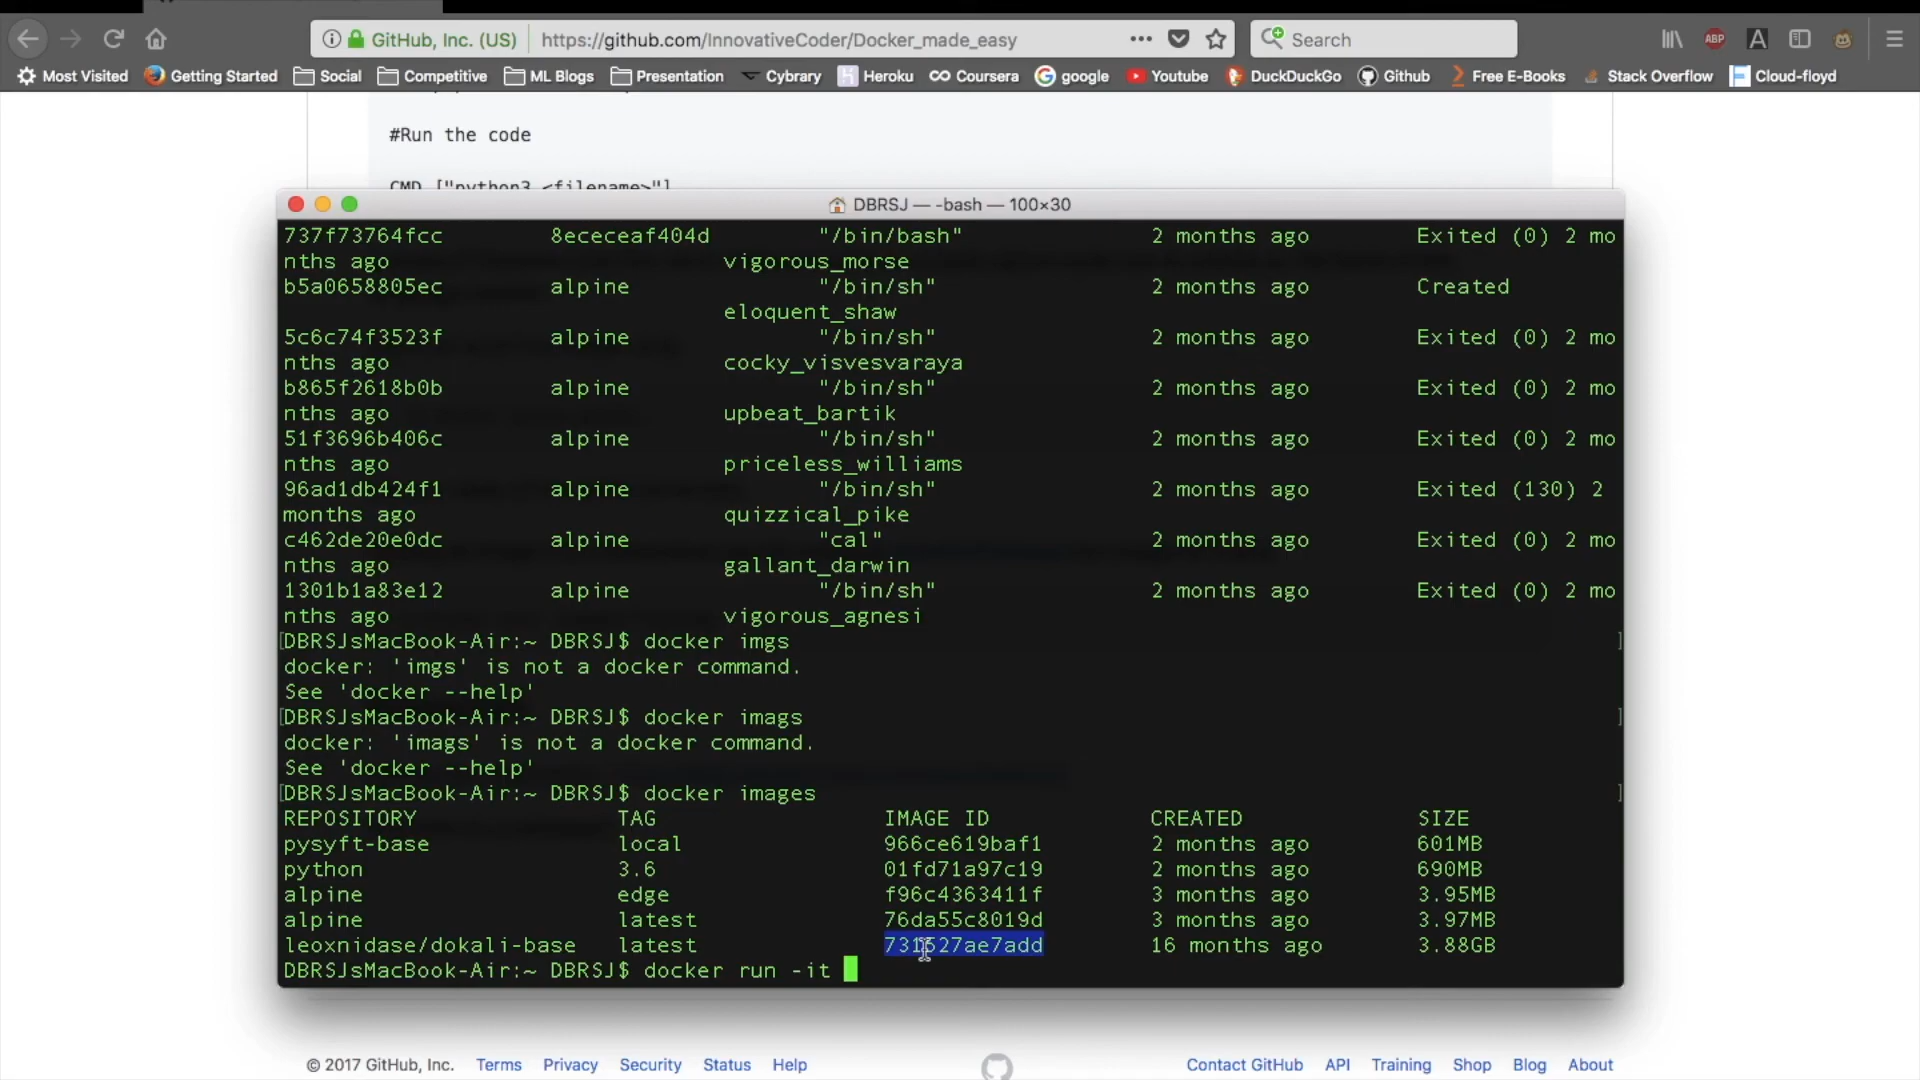 GitHub, Inc. (US) https://github.com/InnovativeCoder/Docker_made_easy Search ABP
Most Visited Getting Started Social Competitive ML Blogs Presentation Cybrary Heroku Coursera google Youtube DuckDuckGo Github Free E-Books Stack Overflow Cloud-floyd
#Run the code
CMD ["python3 <filename>"]
DBRSJ — -bash — 100×30
737f73764fcc 8ececeaf404d "/bin/bash" 2 months ago Exited (0) 2 mo
nths ago vigorous_morse
b5a0658805ec alpine "/bin/sh" 2 months ago Created
eloquent_shaw
5c6c74f3523f alpine "/bin/sh" 2 months ago Exited (0) 2 mo
nths ago cocky_visvesvaraya
b865f2618b0b alpine "/bin/sh" 2 months ago Exited (0) 2 mo
nths ago upbeat_bartik
51f3696b406c alpine "/bin/sh" 2 months ago Exited (0) 2 mo
nths ago priceless_williams
96ad1db424f1 alpine "/bin/sh" 2 months ago Exited (130) 2
months ago quizzical_pike
c462de20e0dc alpine "cal" 2 months ago Exited (0) 2 mo
nths ago gallant_darwin
1301b1a83e12 alpine "/bin/sh" 2 months ago Exited (0) 2 mo
nths ago vigorous_agnesi
[DBRSJsMacBook-Air:~ DBRSJ$ docker imgs ]
docker: 'imgs' is not a docker command.
See 'docker --help'
[DBRSJsMacBook-Air:~ DBRSJ$ docker imags ]
docker: 'imags' is not a docker command.
See 'docker --help'
[DBRSJsMacBook-Air:~ DBRSJ$ docker images ]
REPOSITORY TAG IMAGE ID CREATED SIZE
pysyft-base local 966ce619baf1 2 months ago 601MB
python 3.6 01fd71a97c19 2 months ago 690MB
alpine edge f96c4363411f 3 months ago 3.95MB
alpine latest 76da55c8019d 3 months ago 3.97MB
leoxnidase/dokali-base latest 731527ae7add 16 months ago 3.88GB
DBRSJsMacBook-Air:~ DBRSJ$ docker run -it
© 2017 GitHub, Inc. Terms Privacy Security Status Help Contact GitHub API Training Shop Blog About